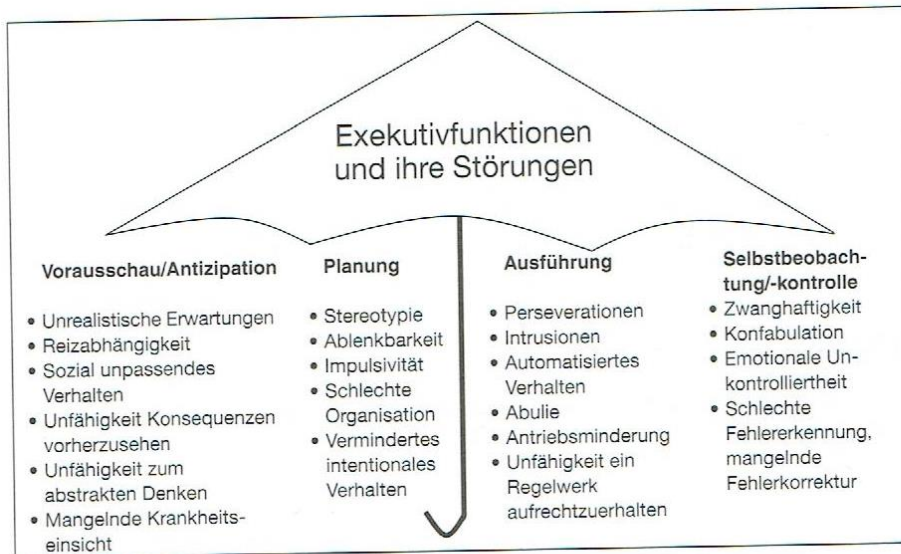 Exekutivfunktionen
und ihre Störungen
Vorausschau/Antizipation
• Unrealistische Erwartungen
• Reizabhängigkeit
• Sozial unpassendes
Verhalten
• Unfähigkeit Konsequenzen
vorherzusehen
• Unfähigkeit zum
abstrakten Denken
• Mangelnde Krankheits-
einsicht
Planung
• Stereotypie
• Ablenkbarkeit
• Impulsivität
• Schlechte
Organisation
• Vermindertes
intentionales
Verhalten
Ausführung
• Perseverationen
• Intrusionen
• Automatisiertes
Verhalten
• Abulie
• Antriebsminderung
• Unfähigkeit ein
Regelwerk
aufrechtzuerhalten
Selbstbeobach-
tung/-kontrolle
• Zwanghaftigkeit
• Konfabulation
• Emotionale Un-
kontrolliertheit
• Schlechte
Fehlererkennung,
mangelnde
Fehlerkorrektur